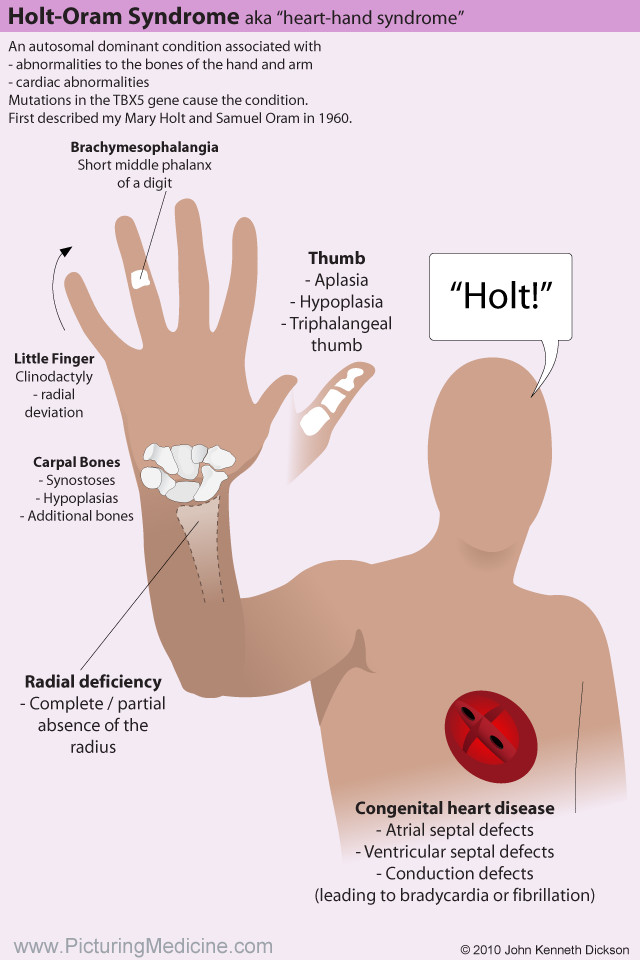 Holt-Oram Syndrome aka “heart-hand syndrome”
An autosomal dominant condition associated with
- abnormalities to the bones of the hand and arm
- cardiac abnormalities
Mutations in the TBX5 gene cause the condition.
First described my Mary Holt and Samuel Oram in 1960.
Brachymesophalangia
Short middle phalanx
of a digit
Thumb
- Aplasia
- Hypoplasia
- Triphalangeal
thumb
“Holt!”
Little Finger
Clinodactyly
- radial
deviation
Carpal Bones
- Synostoses
- Hypoplasias
- Additional bones
Radial deficiency
- Complete / partial
absence of the
radius
Congenital heart disease
- Atrial septal defects
- Ventricular septal defects
- Conduction defects
(leading to bradycardia or fibrillation)
www.PicturingMedicine.com
© 2010 John Kenneth Dickson